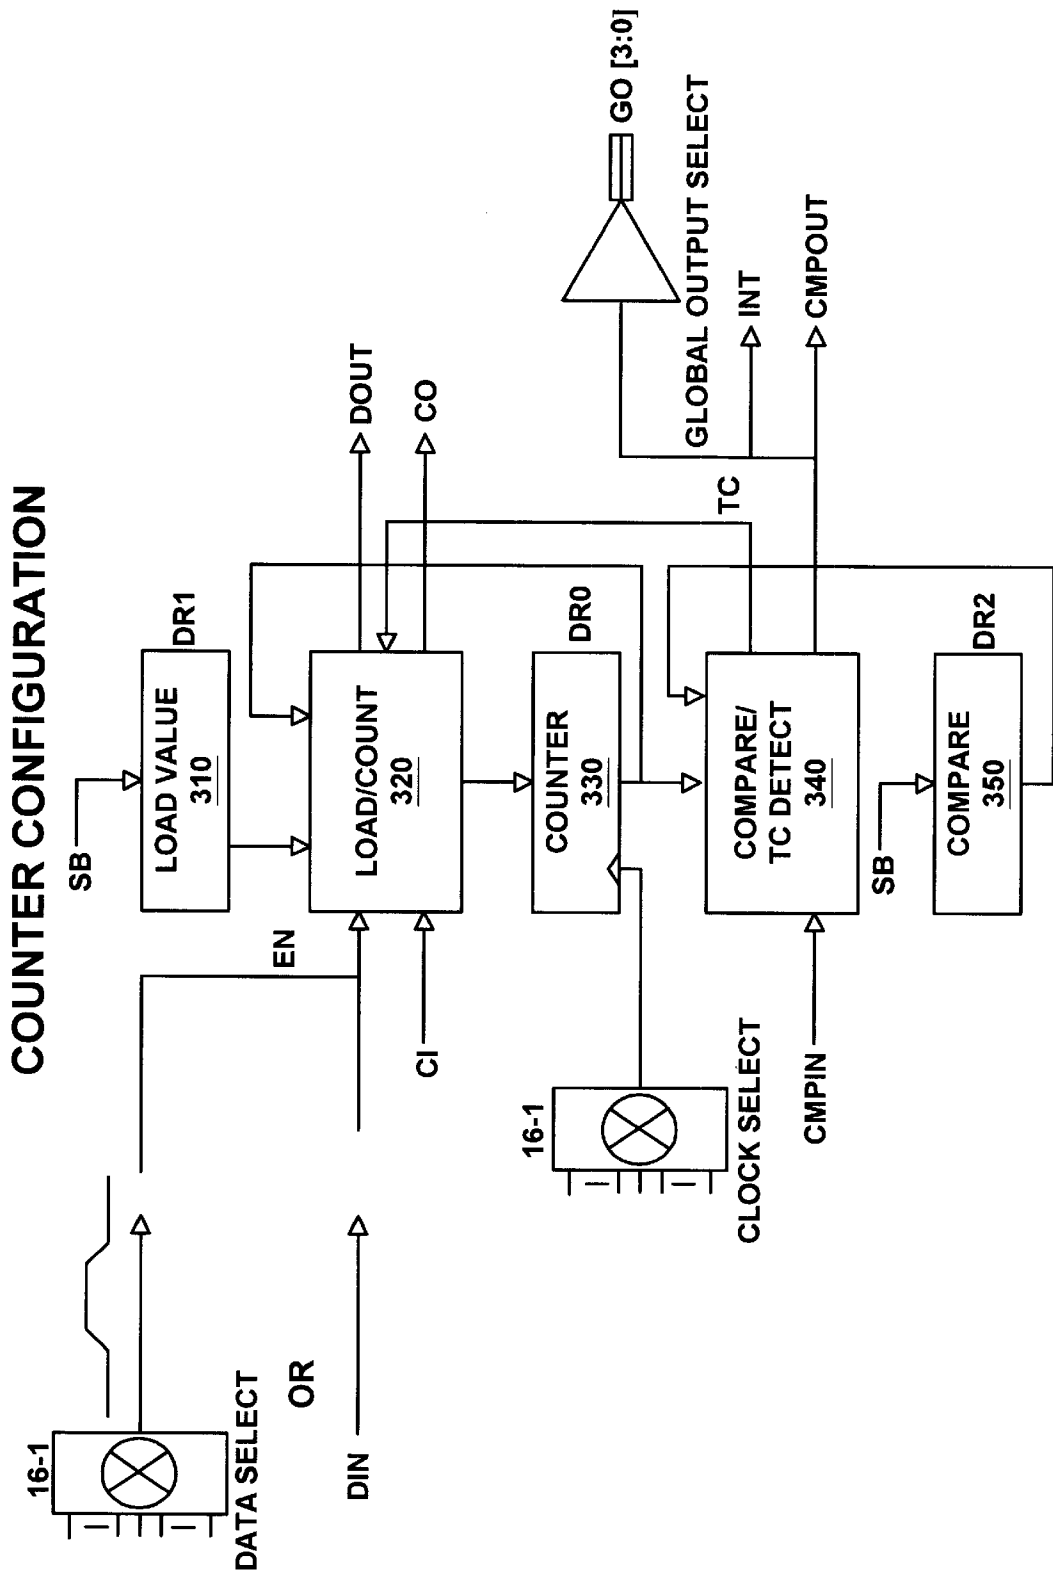 COUNTER CONFIGURATION
16-1
DATA SELECT
OR
DIN
EN
CI
SB
LOAD VALUE
310
DR1
LOAD/COUNT
320
DOUT
CO
16-1
CLOCK SELECT
COUNTER
330
DR0
TC
CMPIN
COMPARE/
TC DETECT
340
SB
COMPARE
350
DR2
GO [3:0]
GLOBAL OUTPUT SELECT
INT
CMPOUT